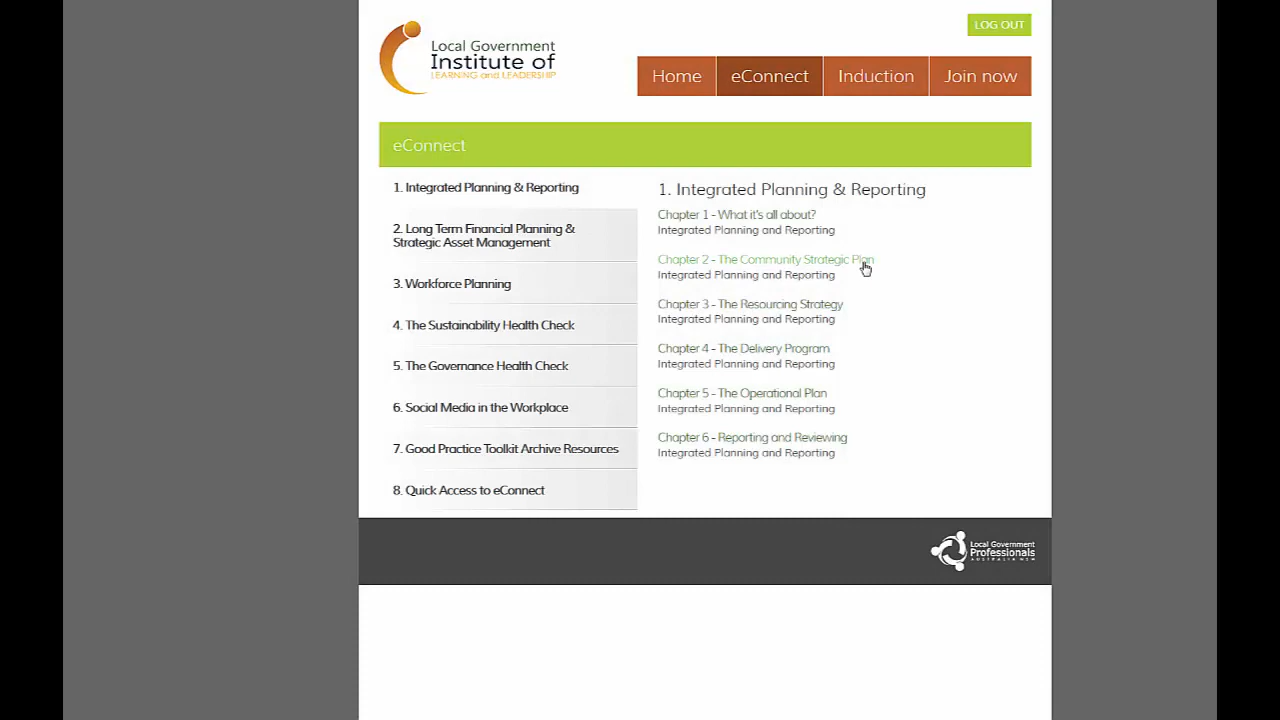 LOG OUT
Local Government
Institute of
LEARNING and LEADERSHIP
Home
eConnect
Induction
Join now
eConnect
1. Integrated Planning & Reporting
2. Long Term Financial Planning &
Strategic Asset Management
3. Workforce Planning
4. The Sustainability Health Check
5. The Governance Health Check
6. Social Media in the Workplace
7. Good Practice Toolkit Archive Resources
8. Quick Access to eConnect
1. Integrated Planning & Reporting
Chapter 1 - What it's all about?
Integrated Planning and Reporting
Chapter 2 - The Community Strategic Plan
Integrated Planning and Reporting
Chapter 3 - The Resourcing Strategy
Integrated Planning and Reporting
Chapter 4 - The Delivery Program
Integrated Planning and Reporting
Chapter 5 - The Operational Plan
Integrated Planning and Reporting
Chapter 6 - Reporting and Reviewing
Integrated Planning and Reporting
Local Government
Professionals
AUSTRALIA NSW